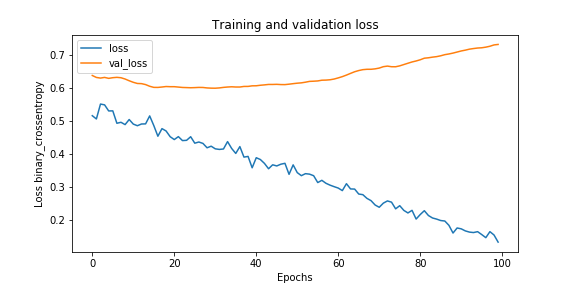 Training and validation loss
loss
val_loss
0.7
0.6
0.5
0.4
0.3
0.2
Loss binary_crossentropy
0 20 40 60 80 100
Epochs